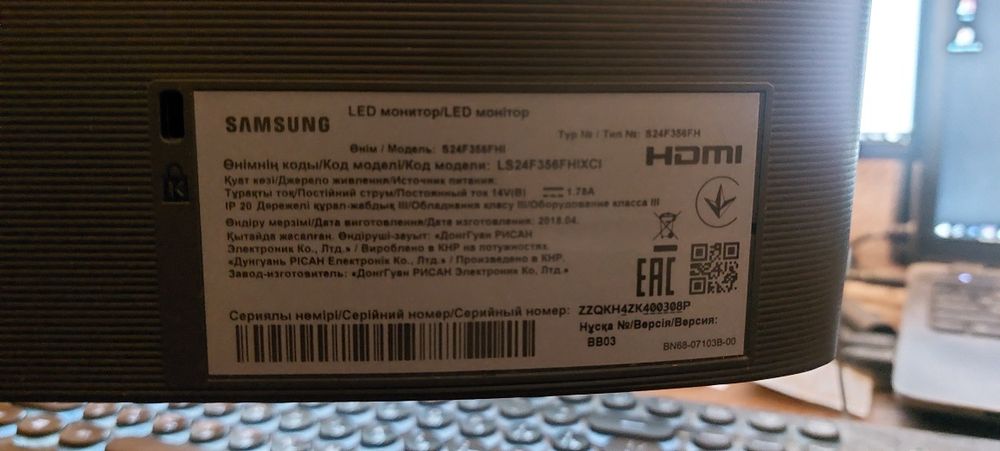 LED монитор/LED монітор
SAMSUNG
Typ № / Тип №: S24F356FH
Өнім / Модель: S24F356FHI
HDMI
Өнімнің коды/Код моделі/Код модели: LS24F356FHIXCI
Қуат көзі/Джерело живлення/Источник питания:
Тұрақты тоқ/Постійний струм/Постоянный ток 14V(В) 1.78A
IP 20 Дәрежелі құрал-жабдық III/Обладнання класу III/Оборудование класса III
Өндіру мерзімі/Дата виготовлення/Дата изготовления: 2018.04.
Қытайда жасалған. Өндіруші-зауыт: «ДонгГуан РИСАН
Электроник Ко., Лтд.» / Вироблено в КНР на потужностях.
«Дунгуань РІСАН Електронік Ко., Лтд.» / Произведено в КНР.
Завод-изготовитель: «ДонгГуан РИСАН Электроник Ко., Лтд.»
EAC
Сериялы немірі/Серійний номер/Серийный номер: ZZQKH4ZK400308P
Нұсқа №/Версія/Версия:
BB03
BN68-07103B-00